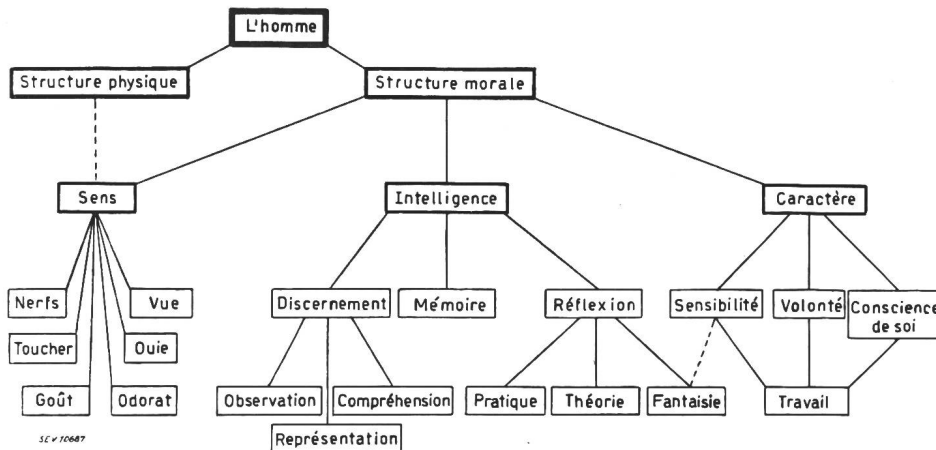 L'homme
Structure physique
Structure morale
Sens
Intelligence
Caractère
Nerfs
Vue
Discernement
Mémoire
Réflexion
Sensibilité
Volonté
Conscience
de soi
Toucher
Ouie
Goût
Odorat
Observation
Compréhension
Pratique
Théorie
Fantaisie
Travail
Représentation
SEV 10687